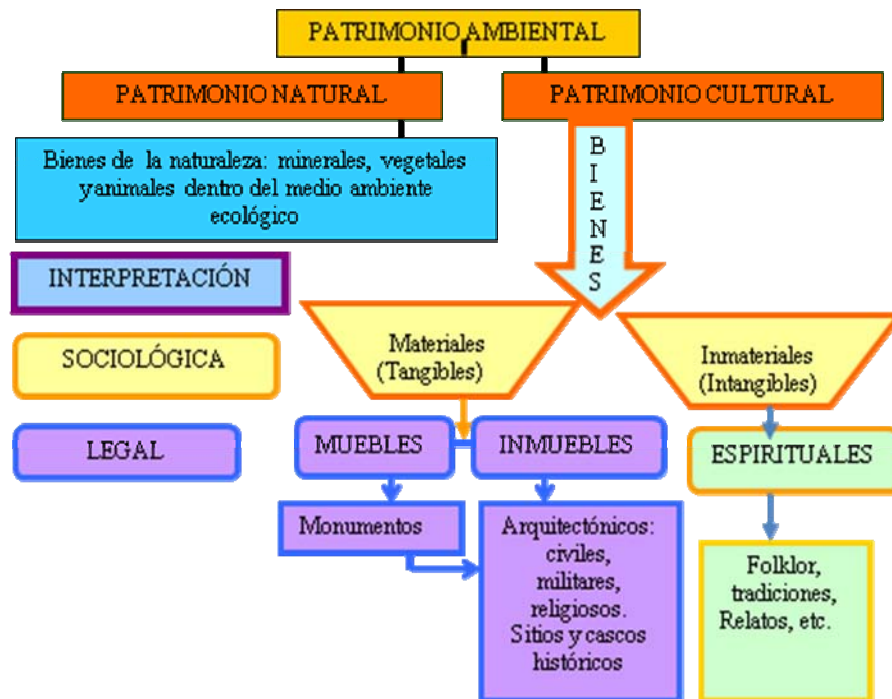 PATRIMONIO AMBIENTAL
PATRIMONIO NATURAL
PATRIMONIO CULTURAL
Bienes de la naturaleza: minerales, vegetales
yanimales dentro del medio ambiente
ecológico
BIENES
INTERPRETACIÓN
SOCIOLÓGICA
LEGAL
Materiales
(Tangibles)
Inmateriales
(Intangibles)
MUEBLES
INMUEBLES
ESPIRITUALES
Monumentos
Arquitectónicos:
civiles,
militares,
religiosos.
Sitios y cascos
históricos
Folklor,
tradiciones,
Relatos, etc.